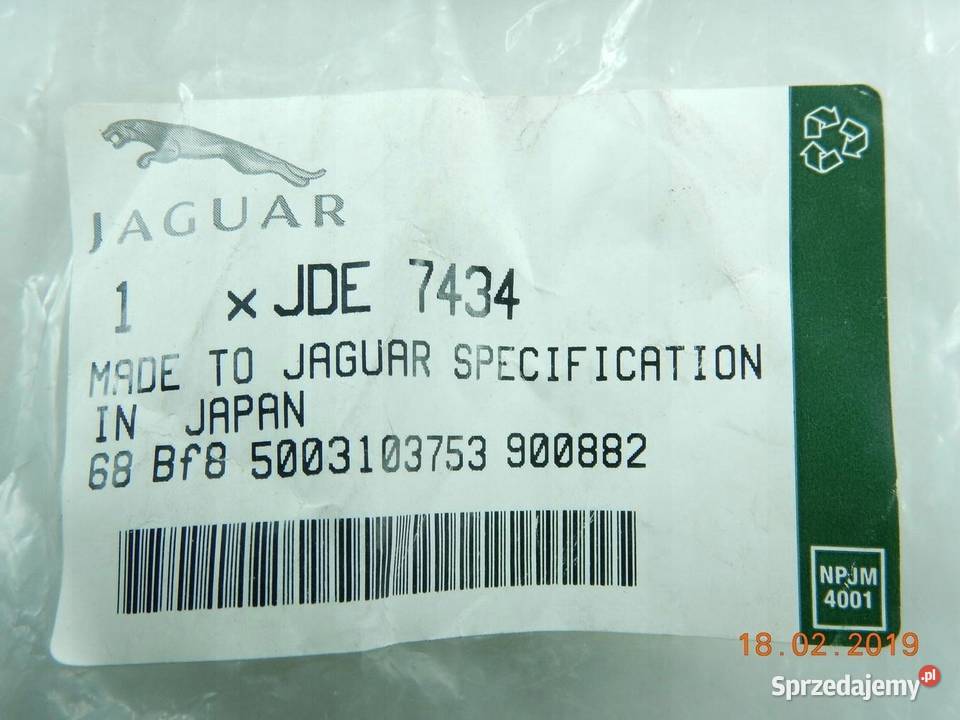 JAGUAR
1 x JDE 7434
MADE TO JAGUAR SPECIFICATION
IN JAPAN
68 Bf8 5003103753 900882
NPJM
4001
18.02.2019
Sprzedajemy.pl